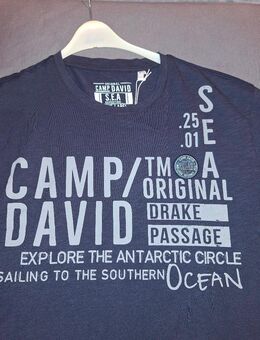 ORIGINAL
CAMP DAVID
S.E.A
S
E
A
.25
.01
CAMP/
DAVID
TM
ORIGINAL
DRAKE
PASSAGE
EXPLORE THE ANTARCTIC CIRCLE
SAILING TO THE SOUTHERN OCEAN